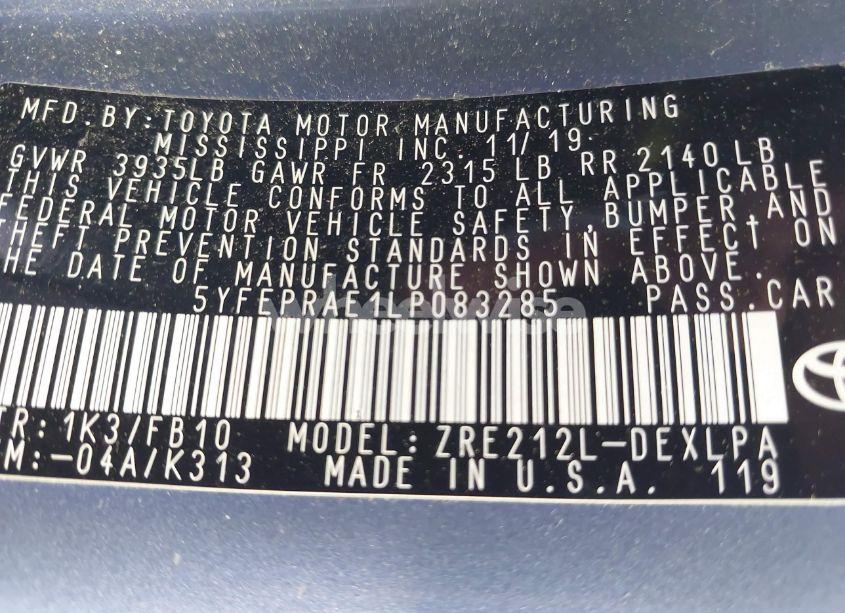 MFD.BY:TOYOTA MOTOR MANUFACTURING
MISSISSIPPI INC. 11/19
GVWR 3935LB GAWR FR 2315 LB RR 2140 LB
THIS VEHICLE CONFORMS TO ALL APPLICABLE
FEDERAL MOTOR VEHICLE SAFETY,BUMPER,AND
THEFT PREVENTION STANDARDS IN EFFECT ON
THE DATE OF MANUFACTURE SHOWN ABOVE.
5YFEPRAE1LP083285 PASS.CAR
TR: 1K3/FB10 MODEL:ZRE212L-DEXLPA
M:-04A/K313 MADE IN U.S.A. 119